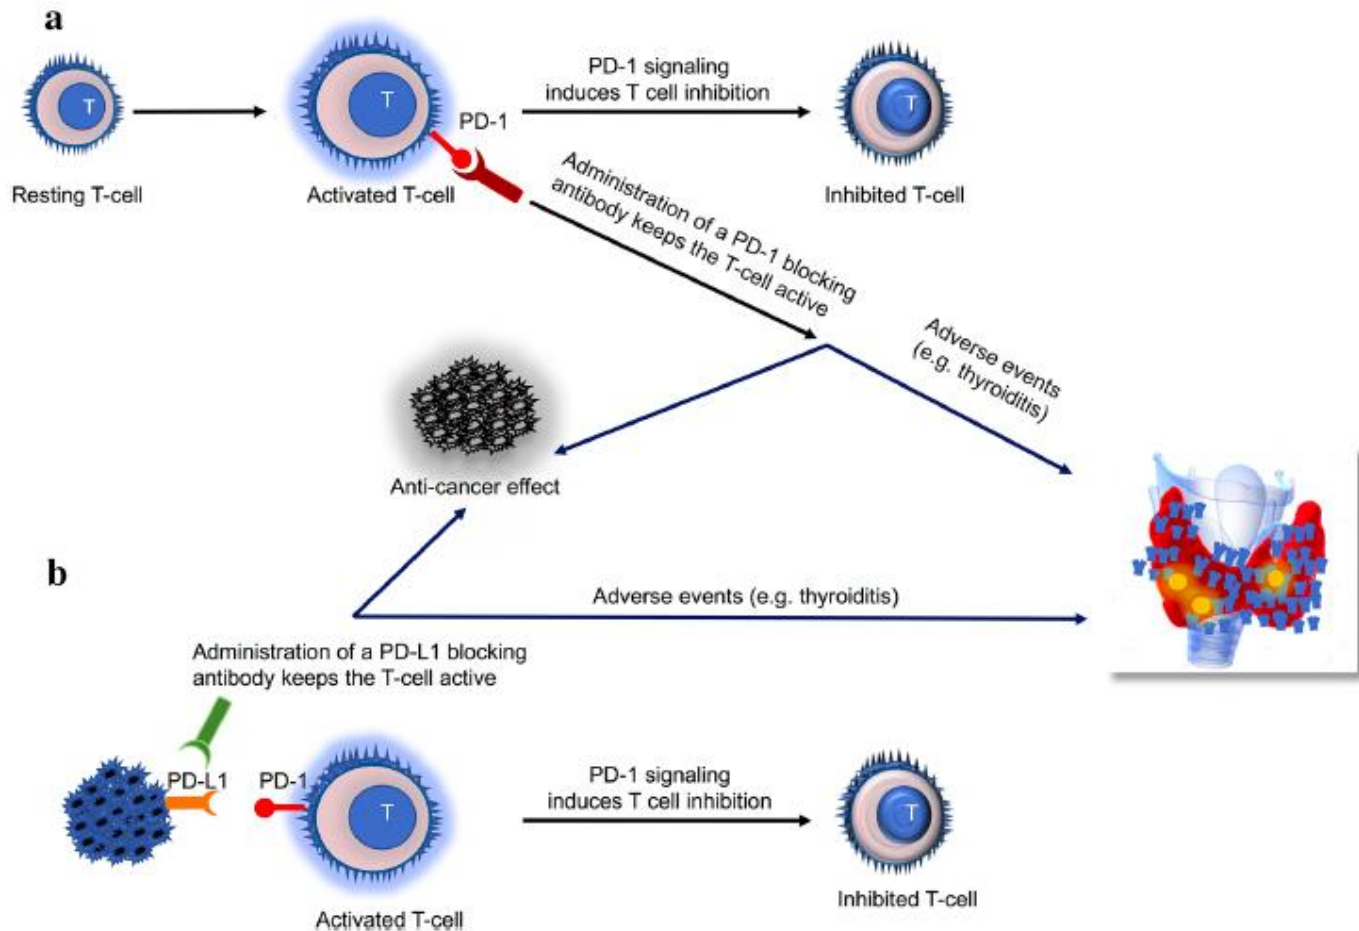 a
T
T
PD-1
PD-1 signaling
induces T cell inhibition
T
Resting T-cell
Activated T-cell
Inhibited T-cell
Administration of a PD-1 blocking
antibody keeps the T-cell active
Adverse events
(e.g. thyroiditis)
Anti-cancer effect
b
Adverse events (e.g. thyroiditis)
Administration of a PD-L1 blocking
antibody keeps the T-cell active
PD-L1
PD-1
T
PD-1 signaling
induces T cell inhibition
T
Activated T-cell
Inhibited T-cell